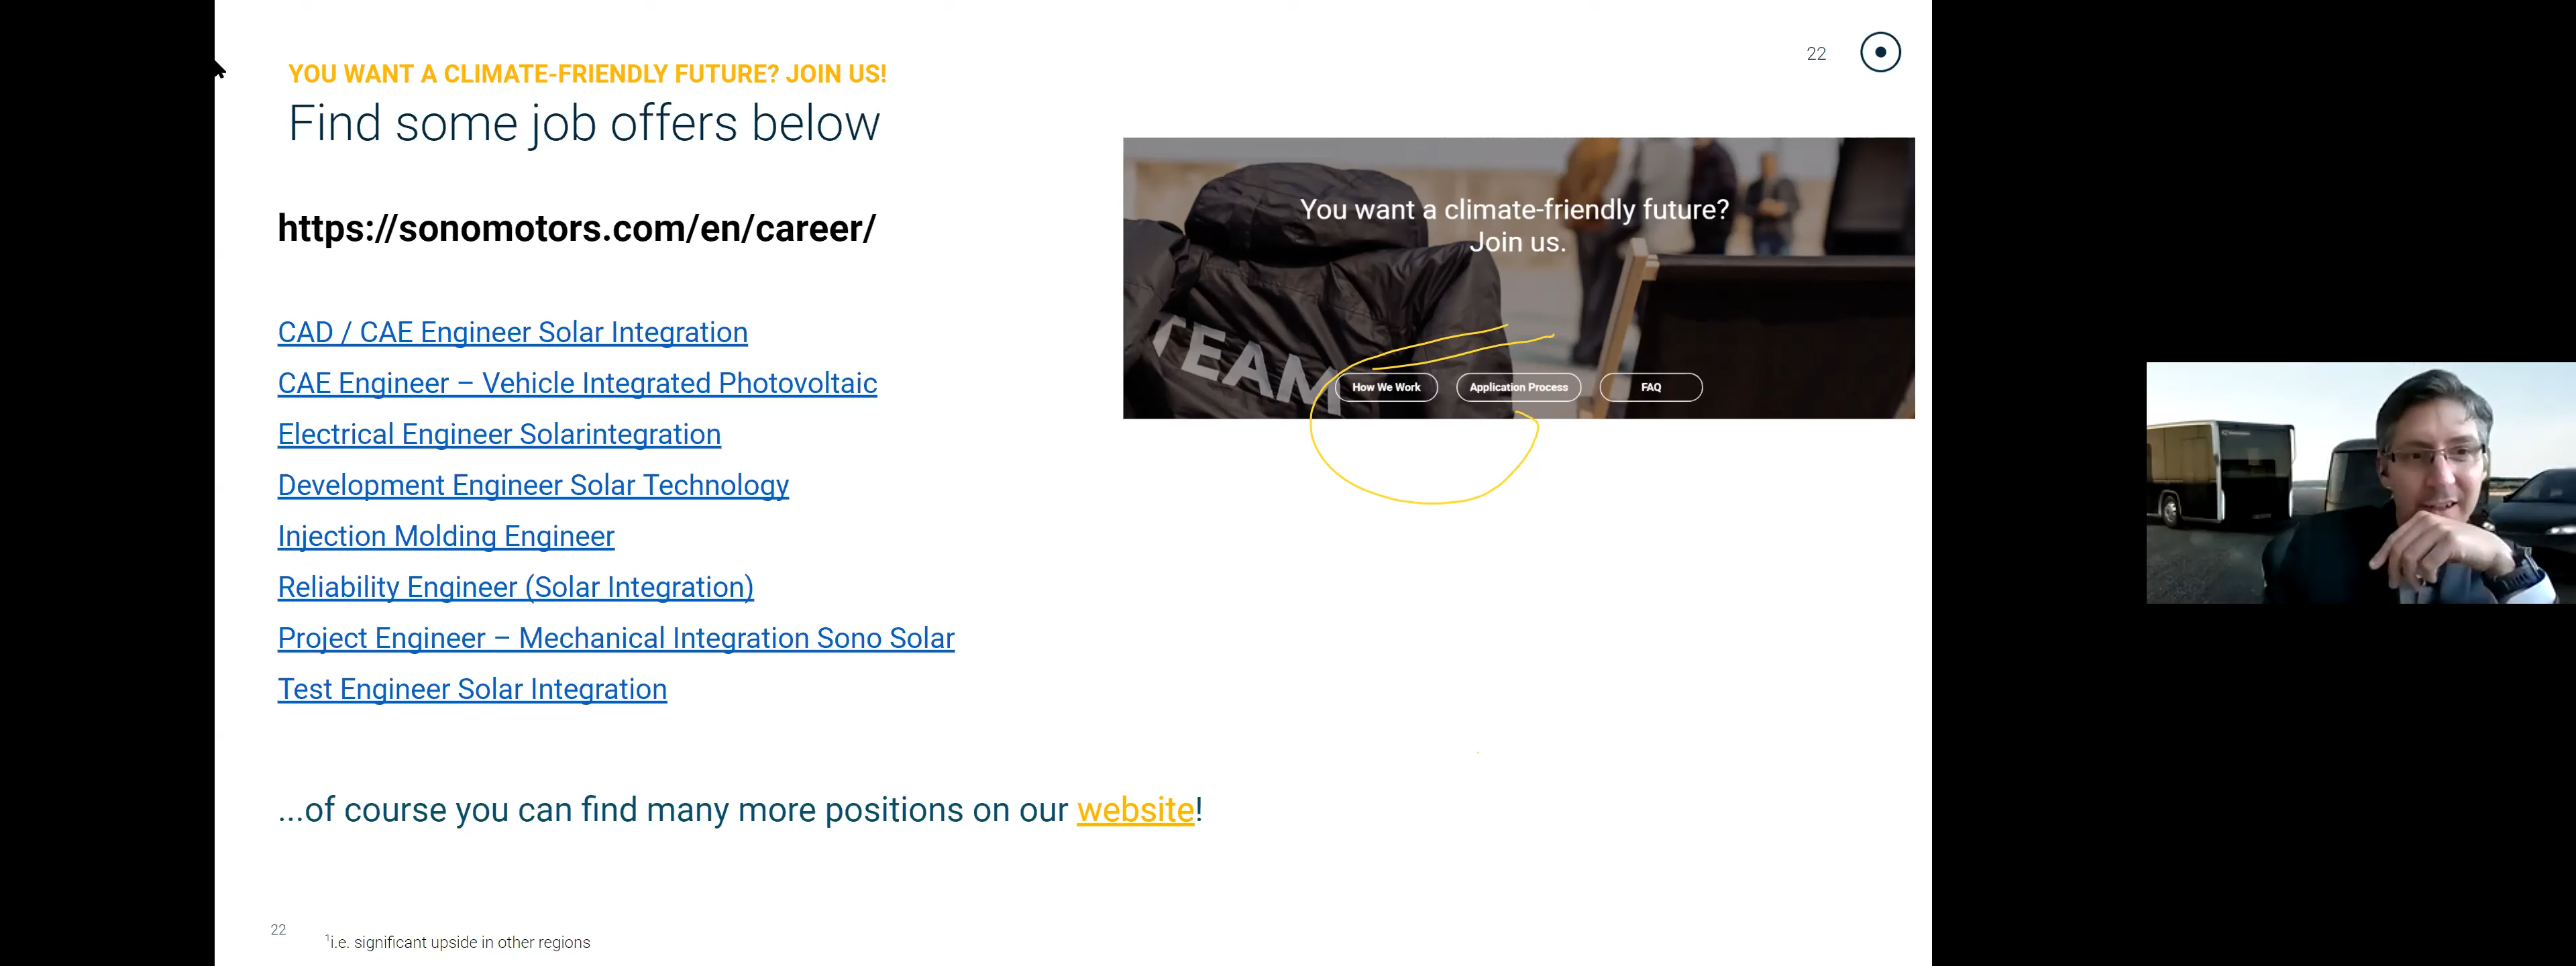 22
YOU WANT A CLIMATE-FRIENDLY FUTURE? JOIN US!
Find some job offers below
https://sonomotors.com/en/career/
You want a climate-friendly future?
Join us.
TEAM
How We Work
Application Process
FAQ
CAD / CAE Engineer Solar Integration
CAE Engineer – Vehicle Integrated Photovoltaic
Electrical Engineer Solarintegration
Development Engineer Solar Technology
Injection Molding Engineer
Reliability Engineer (Solar Integration)
Project Engineer – Mechanical Integration Sono Solar
Test Engineer Solar Integration
...of course you can find many more positions on our website!
22
¹i.e. significant upside in other regions